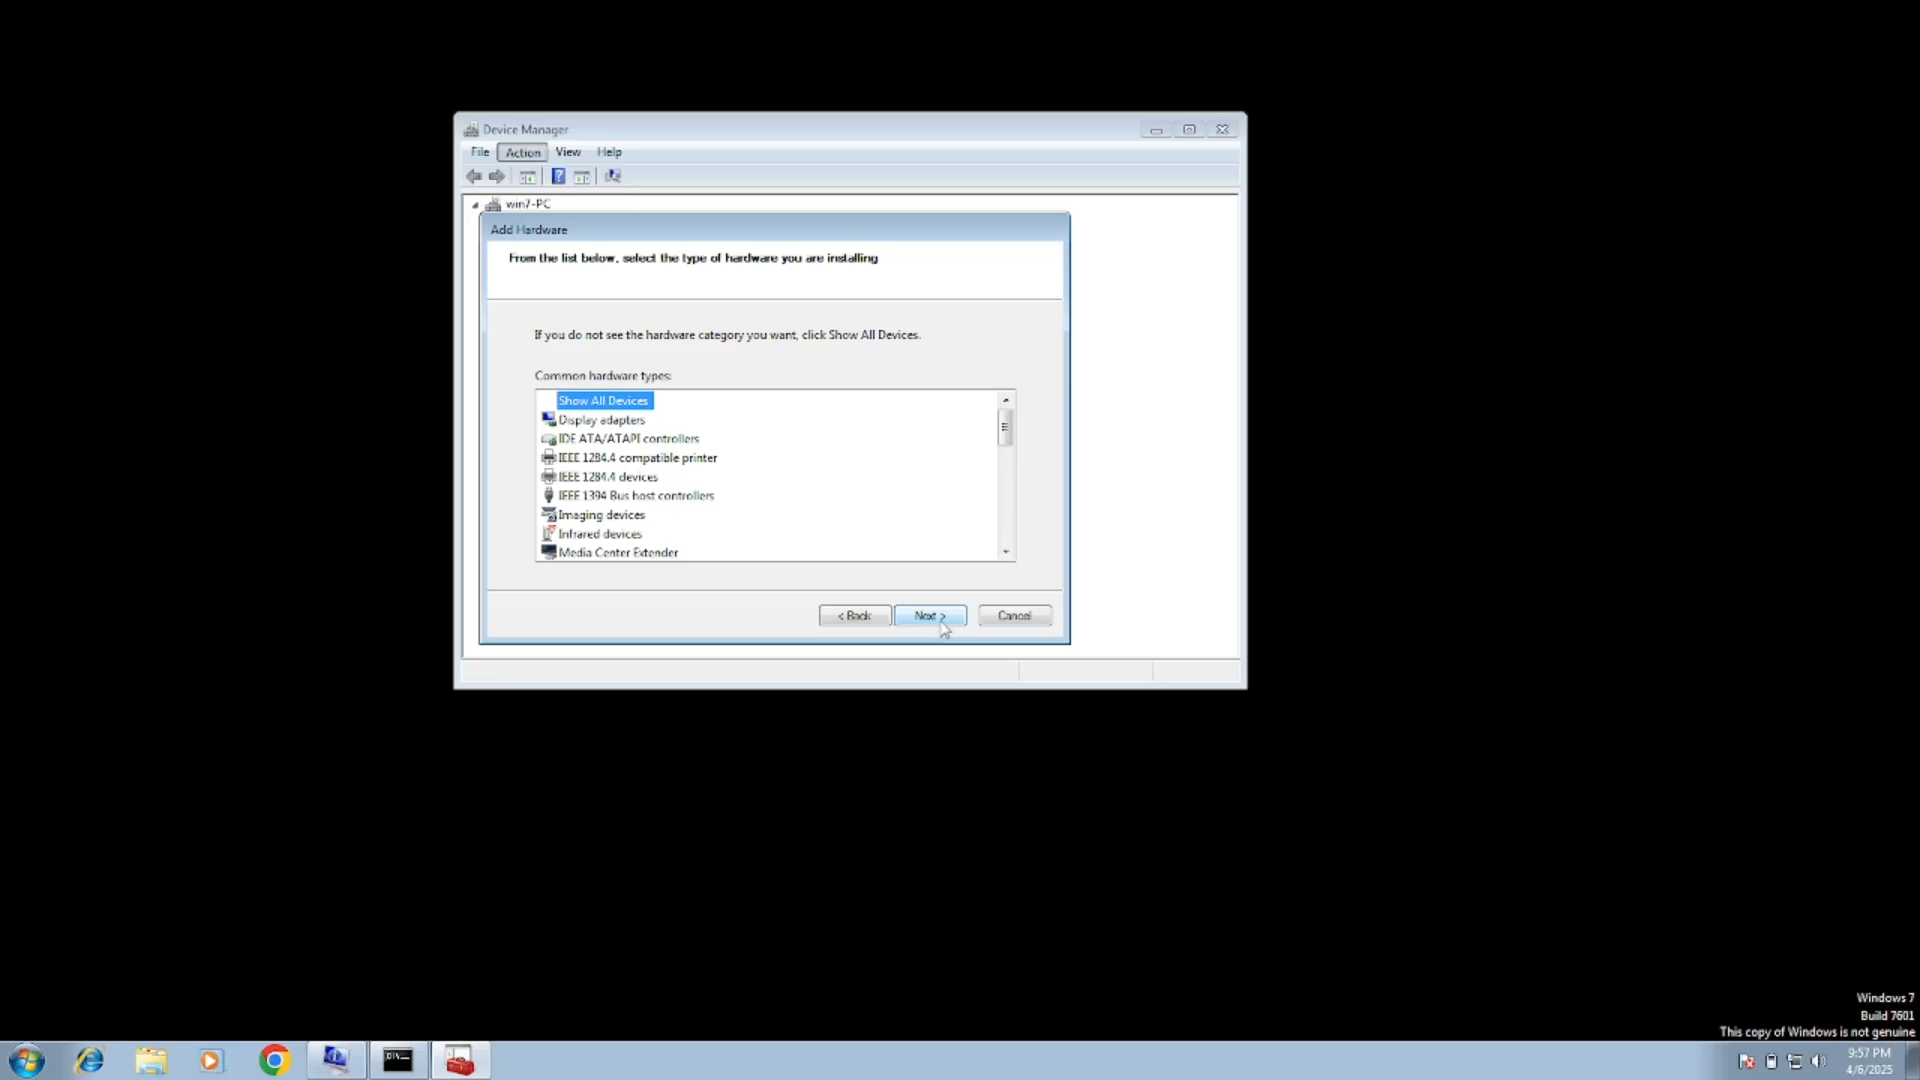 Device Manager
File Action View Help
win7-PC
Add Hardware
From the list below, select the type of hardware you are installing
If you do not see the hardware category you want, click Show All Devices.
Common hardware types:
Show All Devices
Display adapters
IDE ATA/ATAPI controllers
IEEE 1284.4 compatible printer
IEEE 1284.4 devices
IEEE 1394 Bus host controllers
Imaging devices
Infrared devices
Media Center Extender
< Back Next > Cancel
Windows 7
Build 7601
This copy of Windows is not genuine
9:57 PM
4/6/2025